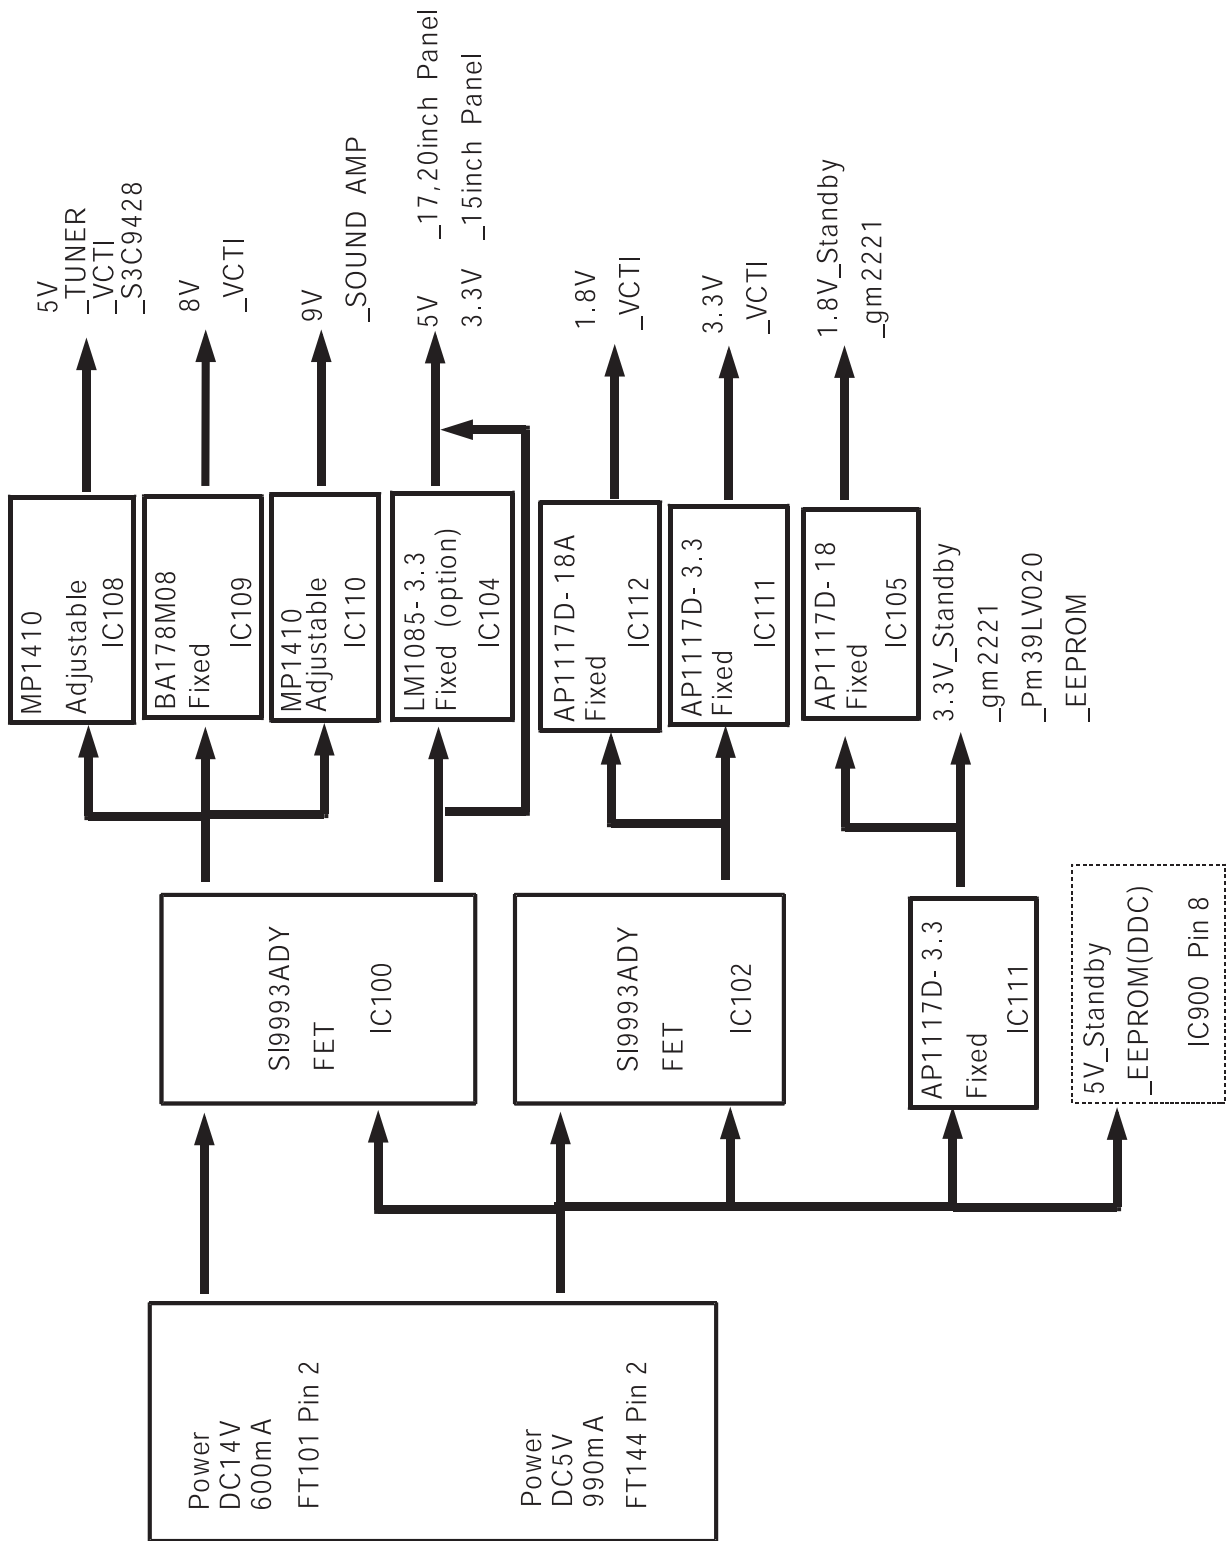 Power
DC14V
600mA
FT101 Pin 2
Power
DC5V
990mA
FT144 Pin 2
SI9993ADY
FET
IC100
SI9993ADY
FET
IC102
AP1117D-3.3
Fixed
IC111
5V_Standby
_EEPROM(DDC)
IC900 Pin 8
MP1410
Adjustable
IC108
BA178M08
Fixed
IC109
MP1410
Adjustable
IC110
LM1085-3.3
Fixed (option)
IC104
AP1117D-18A
Fixed
IC112
AP1117D-3.3
Fixed
IC111
AP1117D-18
Fixed
IC105
3.3V_Standby
_gm2221
_Pm39LV020
_EEPROM
5V
_TUNER
_VCTI
_S3C9428
8V
_VCTI
9V
_SOUND AMP
5V _17,20inch Panel
3.3V _15inch Panel
1.8V
_VCTI
3.3V
_VCTI
1.8V_Standby
_gm2221